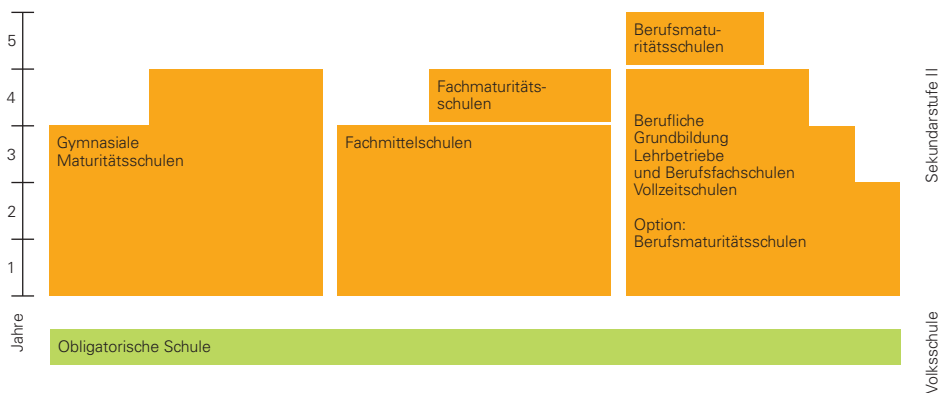 5
4
3
2
1
Jahre
Gymnasiale
Maturitätsschulen
Fachmaturitäts-
schulen
Fachmittelschulen
Berufsmatu-
ritätsschulen
Berufliche
Grundbildung
Lehrbetriebe
und Berufsfachschulen
Vollzeitschulen
Option:
Berufsmaturitätsschulen
Sekundarstufe II
Obligatorische Schule
Volksschule